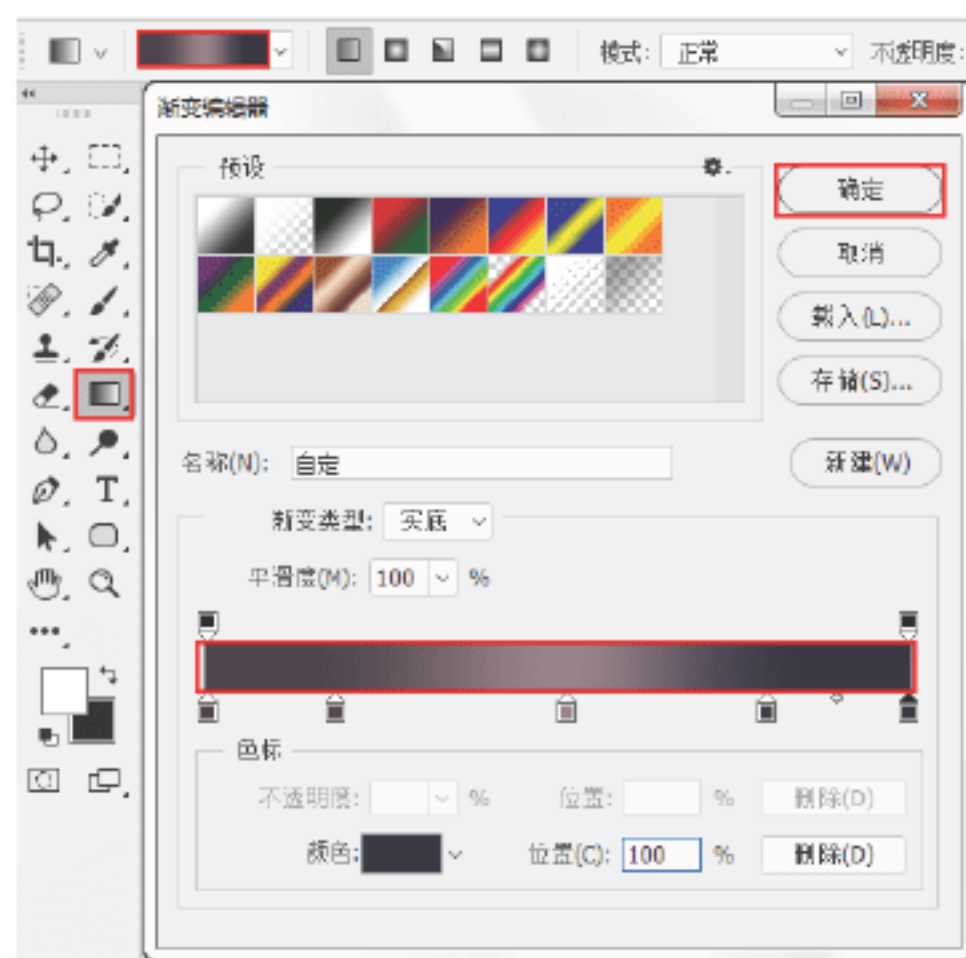 模式: 正常 不透明度:
渐变编辑器
预设
确定
取消
载入(L)...
存储(S)...
名称(N): 自定
新建(W)
渐变类型: 实底
平滑度(M): 100 %
色标
不透明度: % 位置: % 删除(D)
颜色: 位置(C): 100 % 删除(D)
T